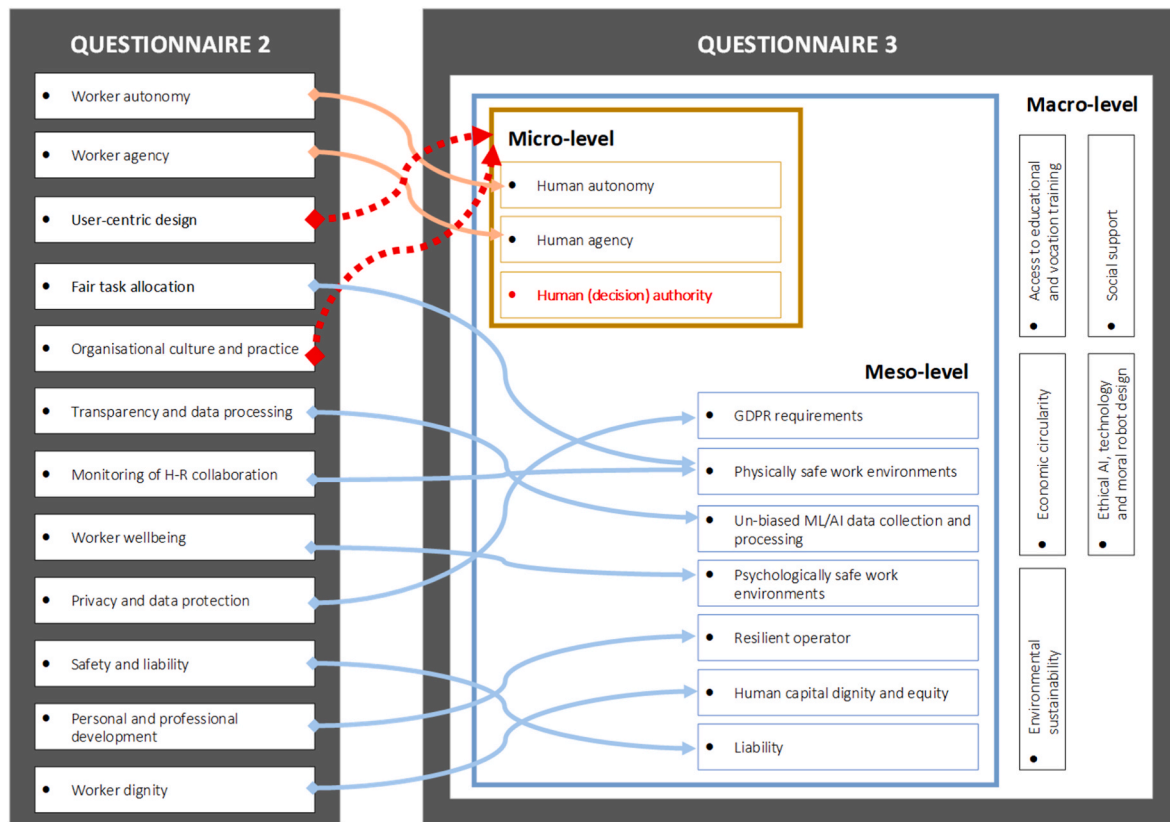 QUESTIONNAIRE 2
• Worker autonomy
• Worker agency
• User-centric design
• Fair task allocation
• Organisational culture and practice
• Transparency and data processing
• Monitoring of H-R collaboration
• Worker wellbeing
• Privacy and data protection
• Safety and liability
• Personal and professional
development
• Worker dignity
QUESTIONNAIRE 3
Micro-level
• Human autonomy
• Human agency
• Human (decision) authority
Meso-level
• GDPR requirements
• Physically safe work environments
• Un-biased ML/AI data collection and
processing
• Psychologically safe work
environments
• Resilient operator
• Human capital dignity and equity
• Liability
Macro-level
• Access to educational
and vocation training
• Social support
• Economic circularity
• Ethical AI, technology
and moral robot design
• Environmental
sustainability